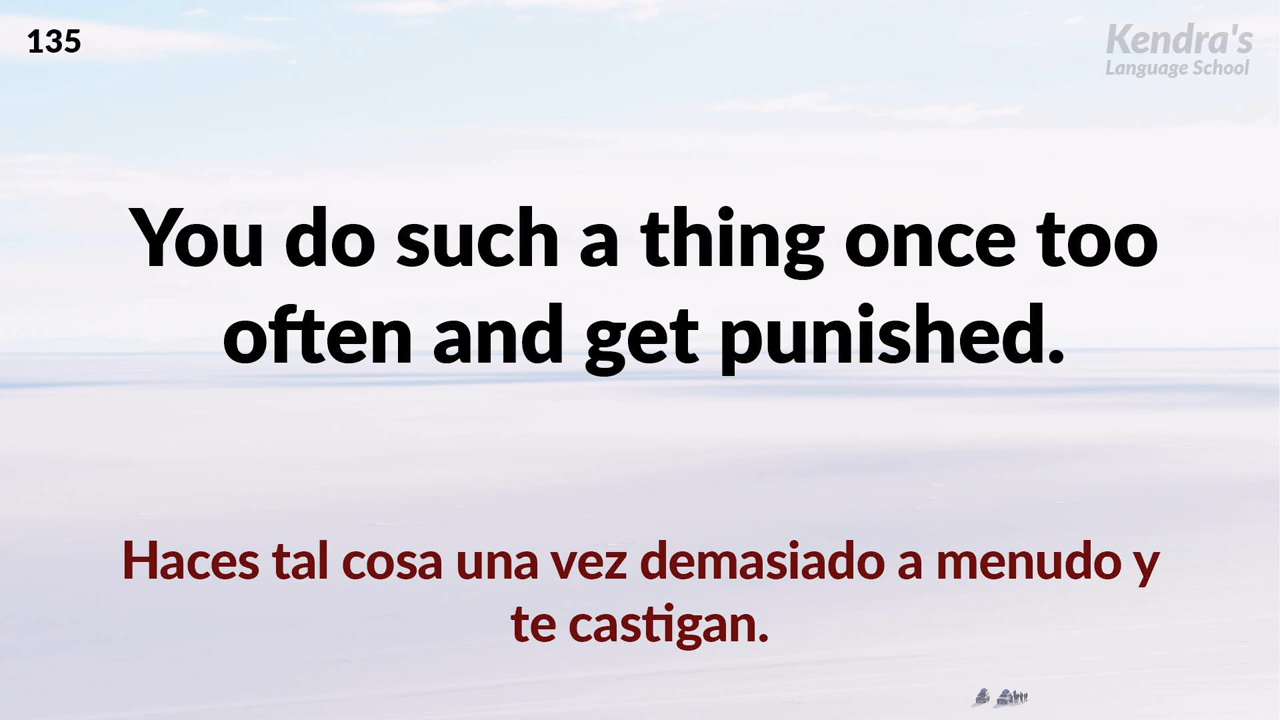 135
Kendra's
Language School
You do such a thing once too
often and get punished.
Haces tal cosa una vez demasiado a menudo y
te castigan.